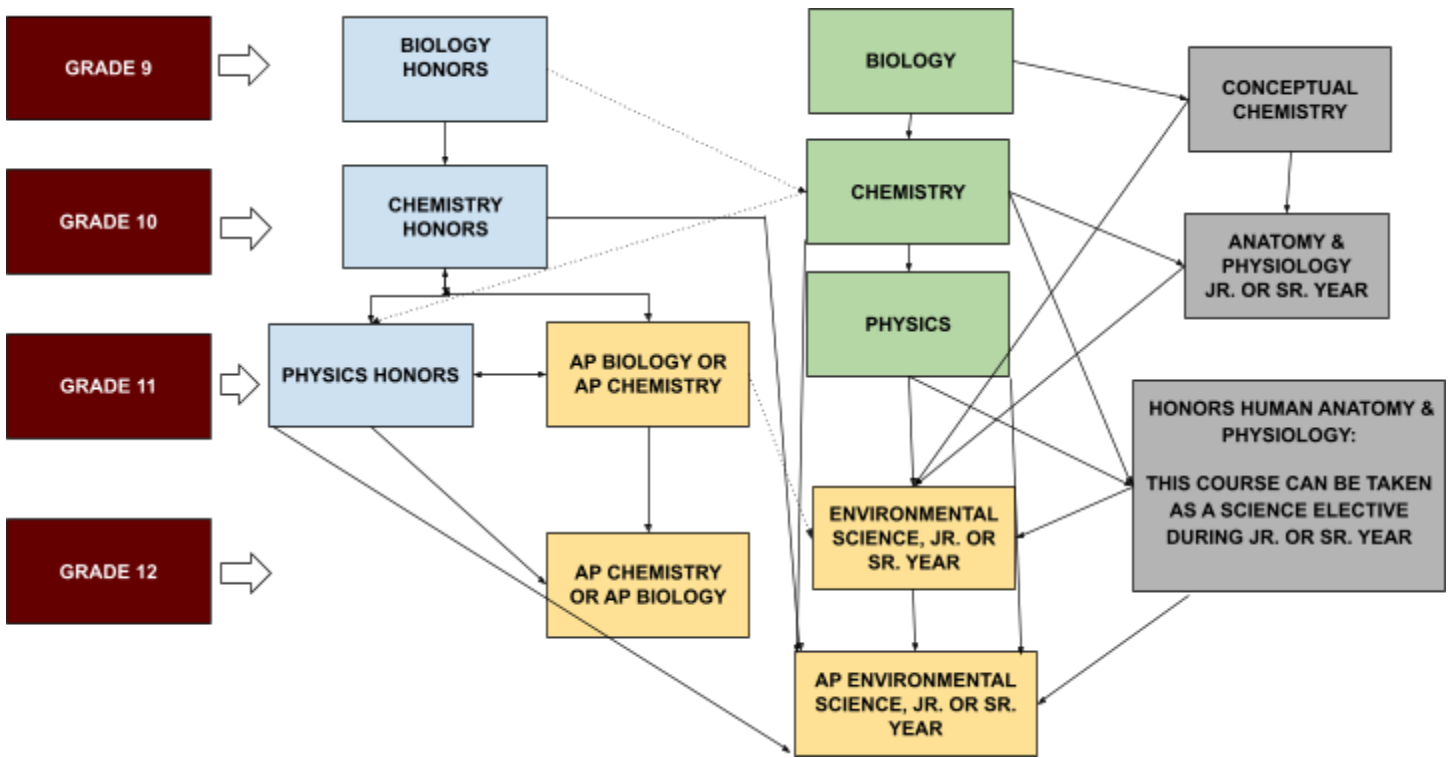 GRADE 9
BIOLOGY
HONORS
BIOLOGY
CONCEPTUAL
CHEMISTRY
GRADE 10
CHEMISTRY
HONORS
CHEMISTRY
ANATOMY &
PHYSIOLOGY
JR. OR SR. YEAR
GRADE 11
PHYSICS HONORS
AP BIOLOGY OR
AP CHEMISTRY
PHYSICS
HONORS HUMAN ANATOMY &
PHYSIOLOGY:
THIS COURSE CAN BE TAKEN
AS A SCIENCE ELECTIVE
DURING JR. OR SR. YEAR
GRADE 12
AP CHEMISTRY
OR AP BIOLOGY
ENVIRONMENTAL
SCIENCE, JR. OR
SR. YEAR
AP ENVIRONMENTAL
SCIENCE, JR. OR SR.
YEAR